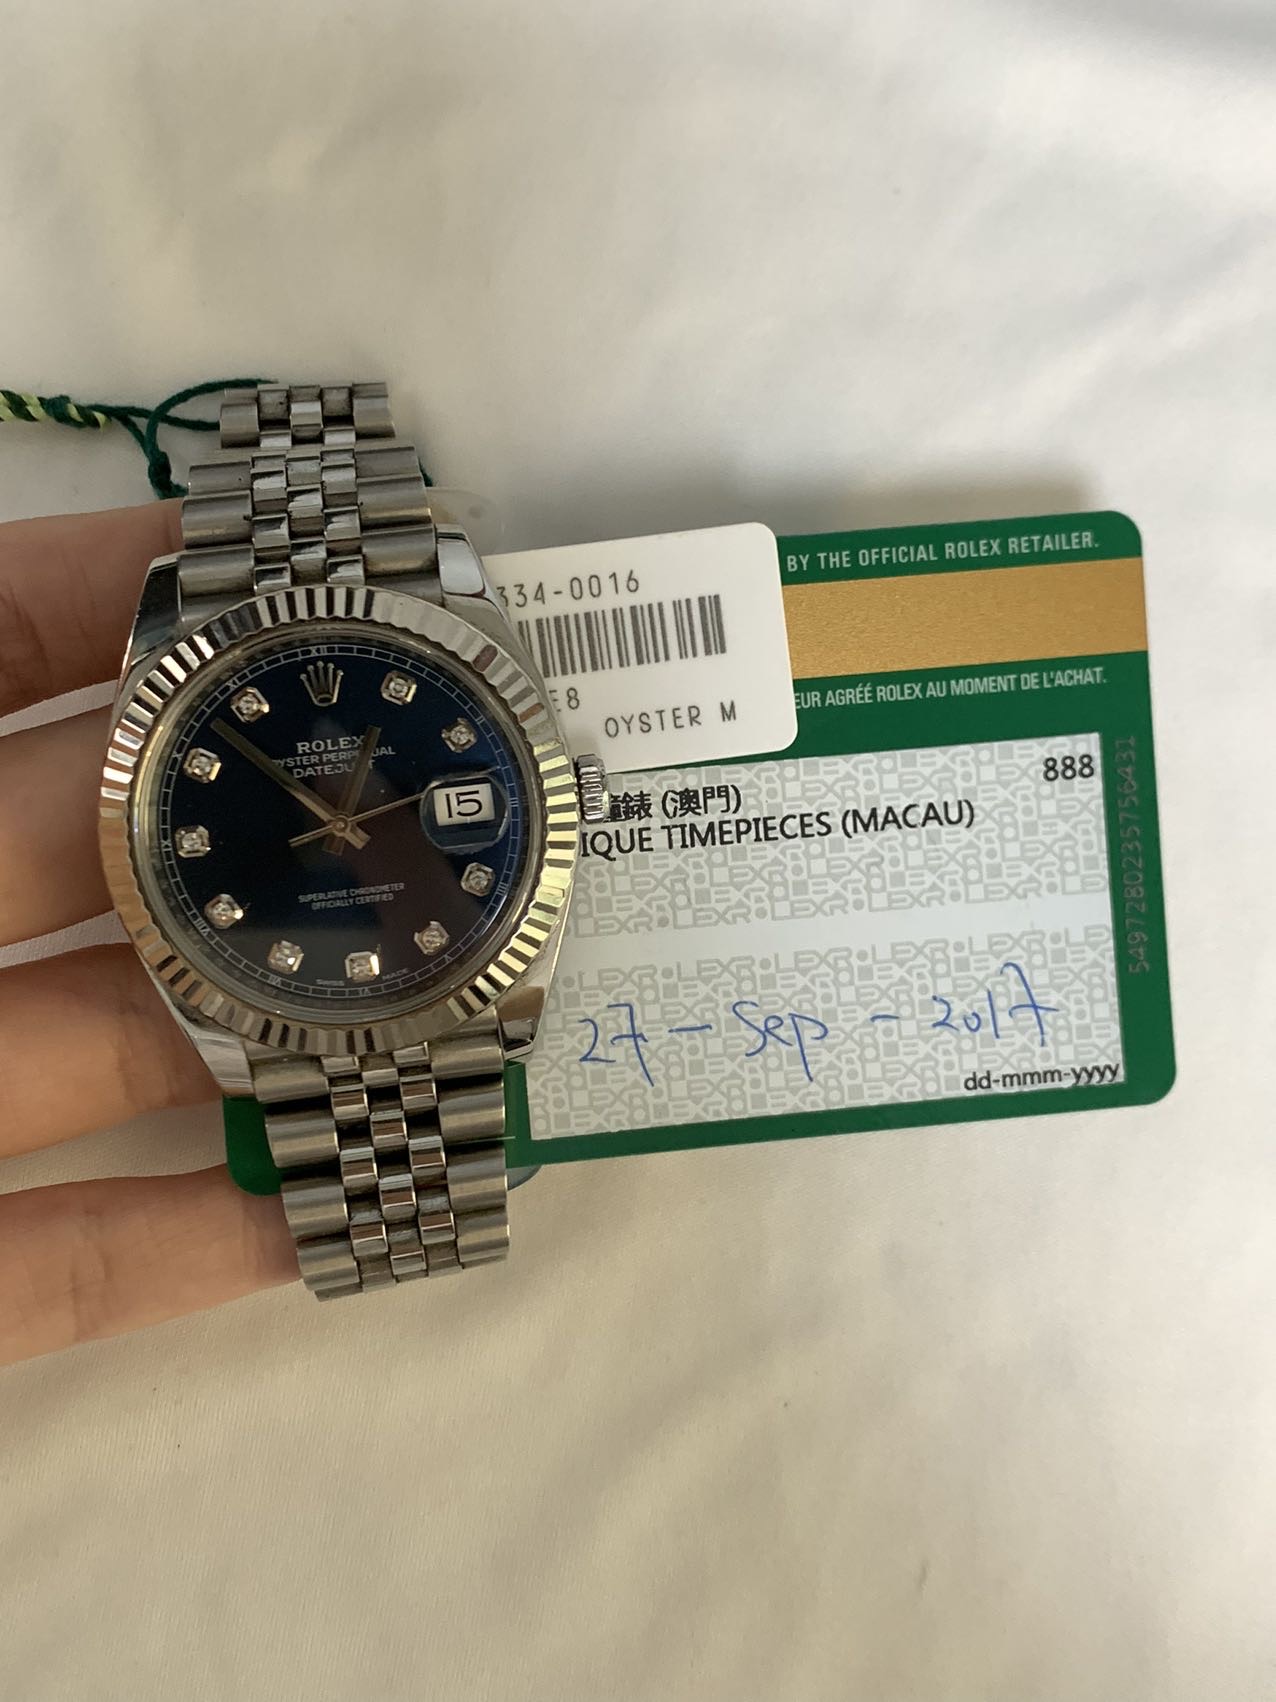 334-0016
E8
OYSTER M
BY THE OFFICIAL ROLEX RETAILER.
EUR AGRÉÉ ROLEX AU MOMENT DE L'ACHAT.
888
鐘錶 (澳門)
IQUE TIMEPIECES (MACAU)
27-Sep-2017
dd-mmm-yyyy
5497280235756431
ROLEX
OYSTER PERPETUAL
DATEJUST
15
SUPERLATIVE CHRONOMETER
OFFICIALLY CERTIFIED
SWISS MADE